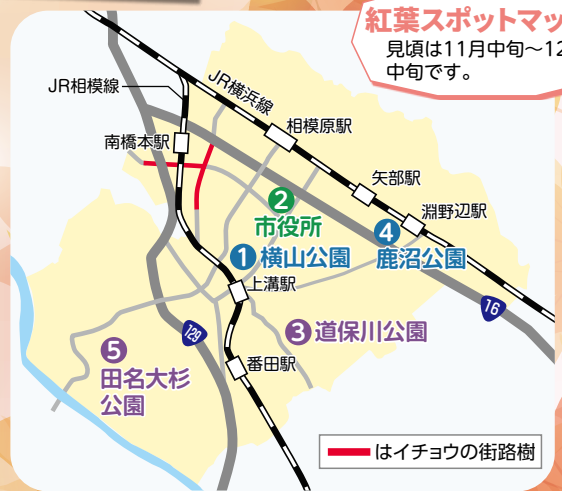 紅葉スポットマッ
見頃は11月中旬～12
中旬です。
JR相模線
JR横浜線
相模原駅
南橋本駅
矢部駅
淵野辺駅
2
市役所
4
鹿沼公園
1 横山公園
上溝駅
16
3 道保川公園
129
5
田名大杉
公園
番田駅
はイチョウの街路樹